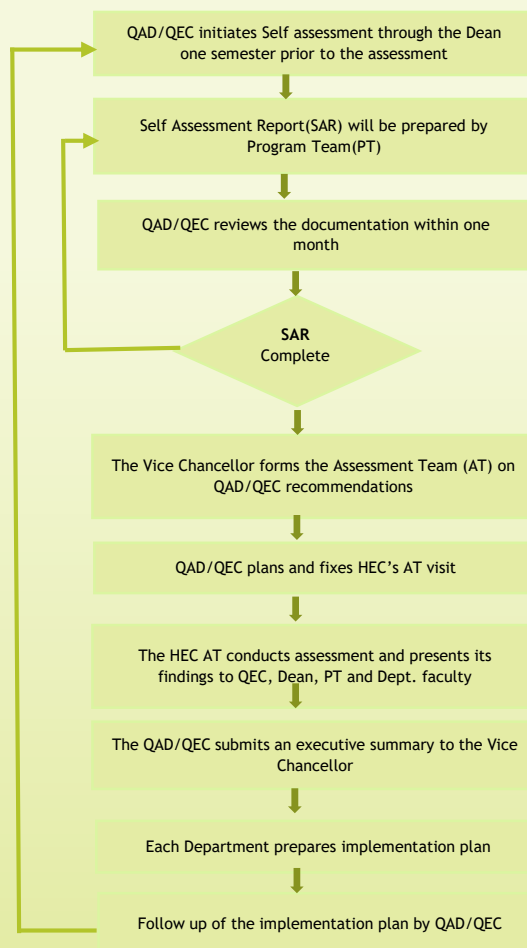 QAD/QEC initiates Self assessment through the Dean
one semester prior to the assessment
Self Assessment Report(SAR) will be prepared by
Program Team(PT)
QAD/QEC reviews the documentation within one
month
SAR
Complete
The Vice Chancellor forms the Assessment Team (AT) on
QAD/QEC recommendations
QAD/QEC plans and fixes HEC’s AT visit
The HEC AT conducts assessment and presents its
findings to QEC, Dean, PT and Dept. faculty
The QAD/QEC submits an executive summary to the Vice
Chancellor
Each Department prepares implementation plan
Follow up of the implementation plan by QAD/QEC